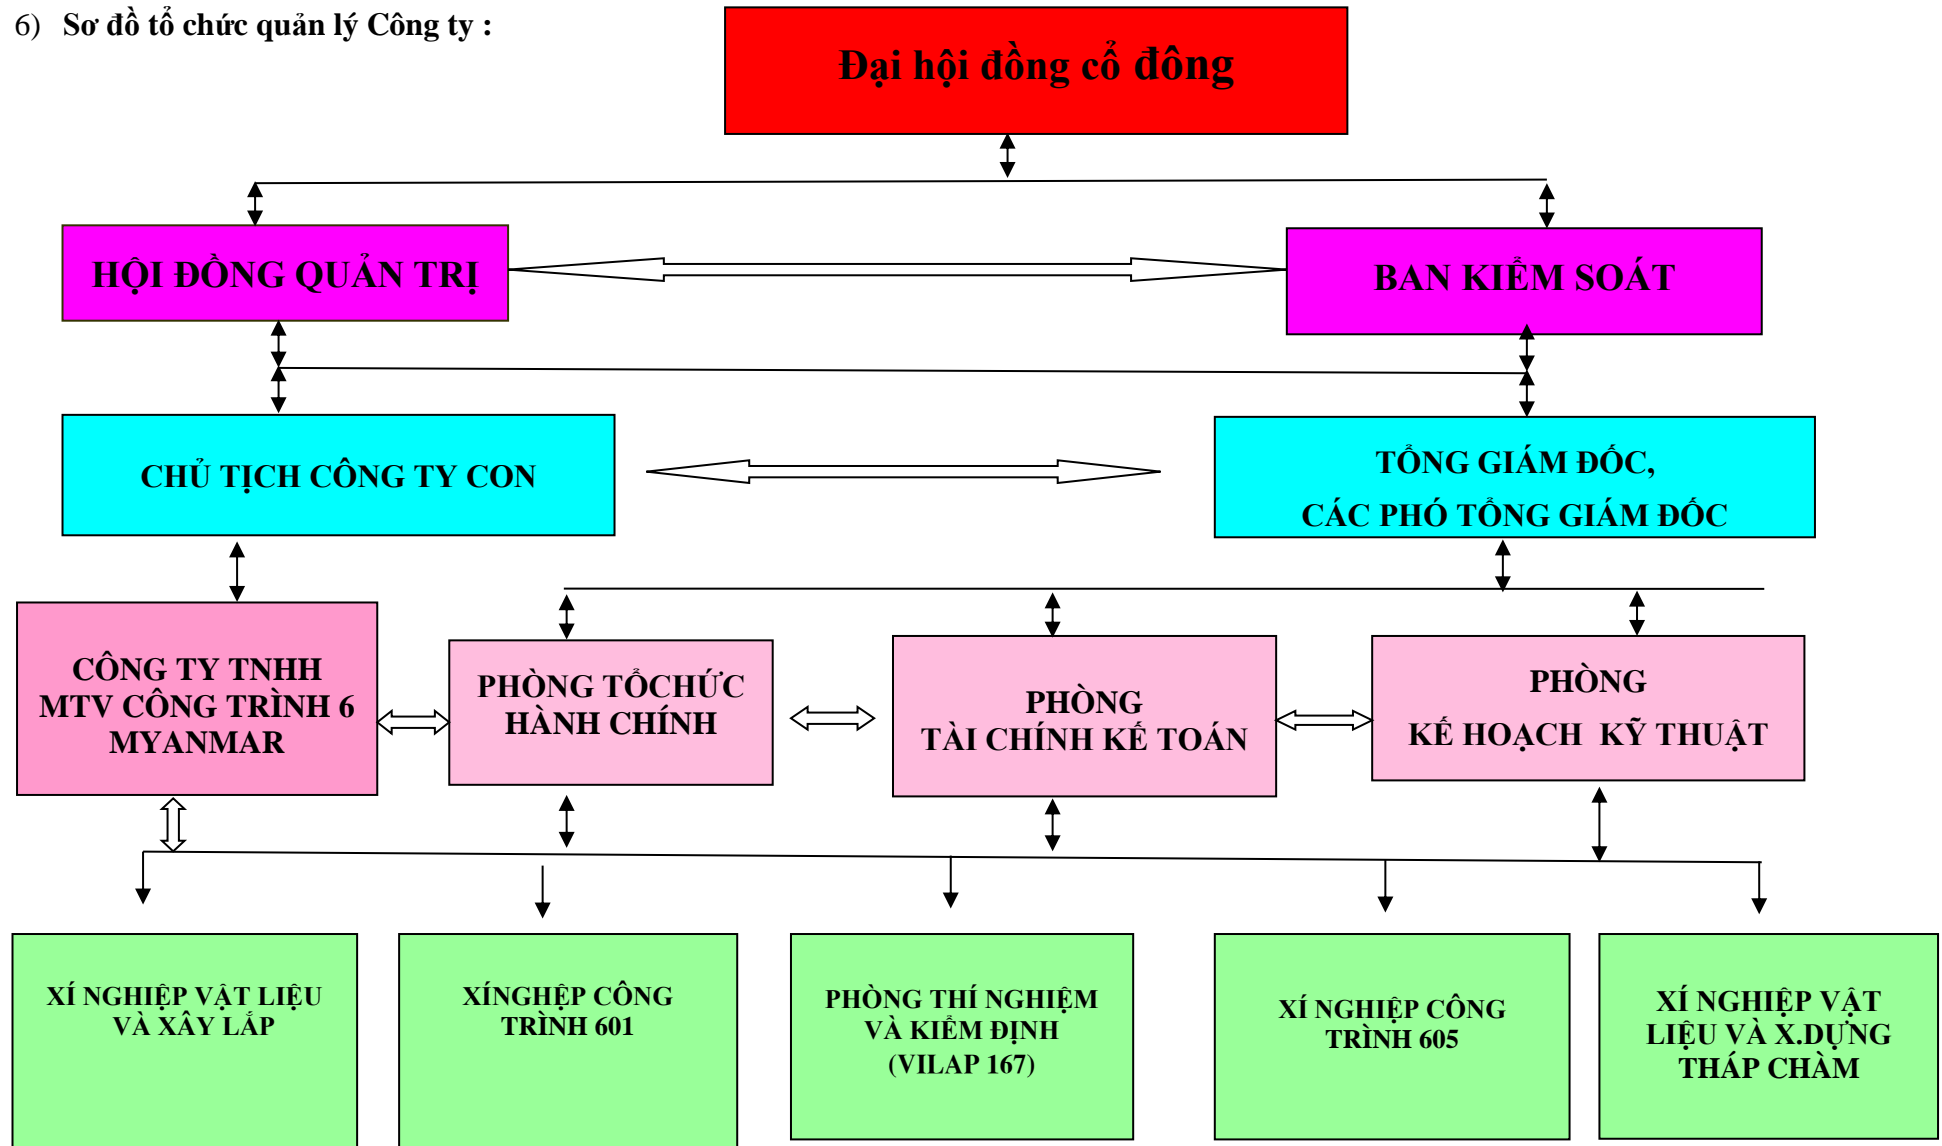 6) Sơ đồ tổ chức quản lý Công ty :
Đại hội đồng cổ đông
HỘI ĐỒNG QUẢN TRỊ
BAN KIỂM SOÁT
CHỦ TỊCH CÔNG TY CON
TỔNG GIÁM ĐỐC,
CÁC PHÓ TỔNG GIÁM ĐỐC
CÔNG TY TNHH
MTV CÔNG TRÌNH 6
MYANMAR
PHÒNG TỔCHỨC
HÀNH CHÍNH
PHÒNG
TÀI CHÍNH KẾ TOÁN
PHÒNG
KẾ HOẠCH KỸ THUẬT
XÍ NGHIỆP VẬT LIỆU
VÀ XÂY LẮP
XÍNGHỆP CÔNG
TRÌNH 601
PHÒNG THÍ NGHIỆM
VÀ KIỂM ĐỊNH
(VILAP 167)
XÍ NGHIỆP CÔNG
TRÌNH 605
XÍ NGHIỆP VẬT
LIỆU VÀ X.DỰNG
THÁP CHÀM